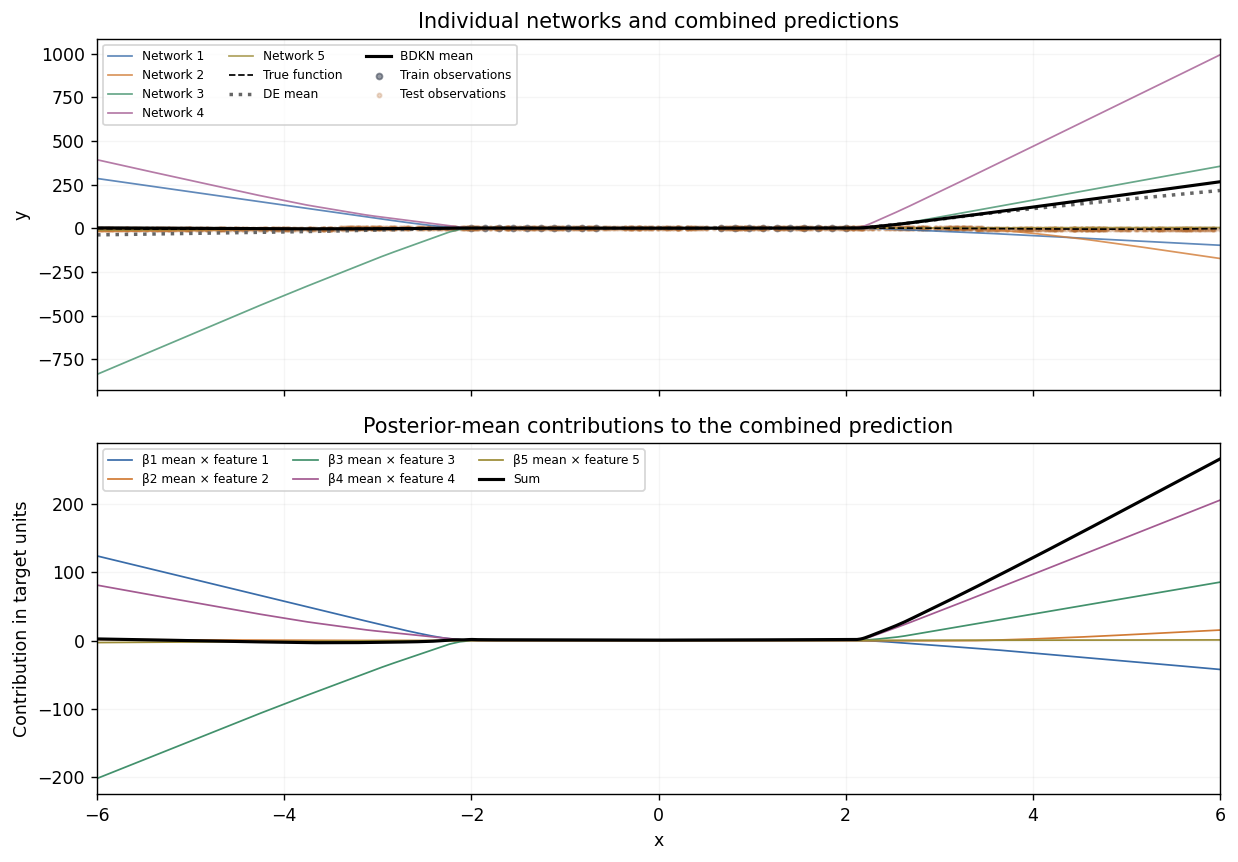 Individual networks and combined predictions
Network 1
Network 2
Network 3
Network 4
Network 5
True function
DE mean
BDKN mean
Train observations
Test observations
1000
750
500
250
0
−250
−500
−750
y
Posterior-mean contributions to the combined prediction
β1 mean × feature 1
β2 mean × feature 2
β3 mean × feature 3
β4 mean × feature 4
β5 mean × feature 5
Sum
200
100
0
−100
−200
Contribution in target units
−6
−4
−2
0
2
4
6
x